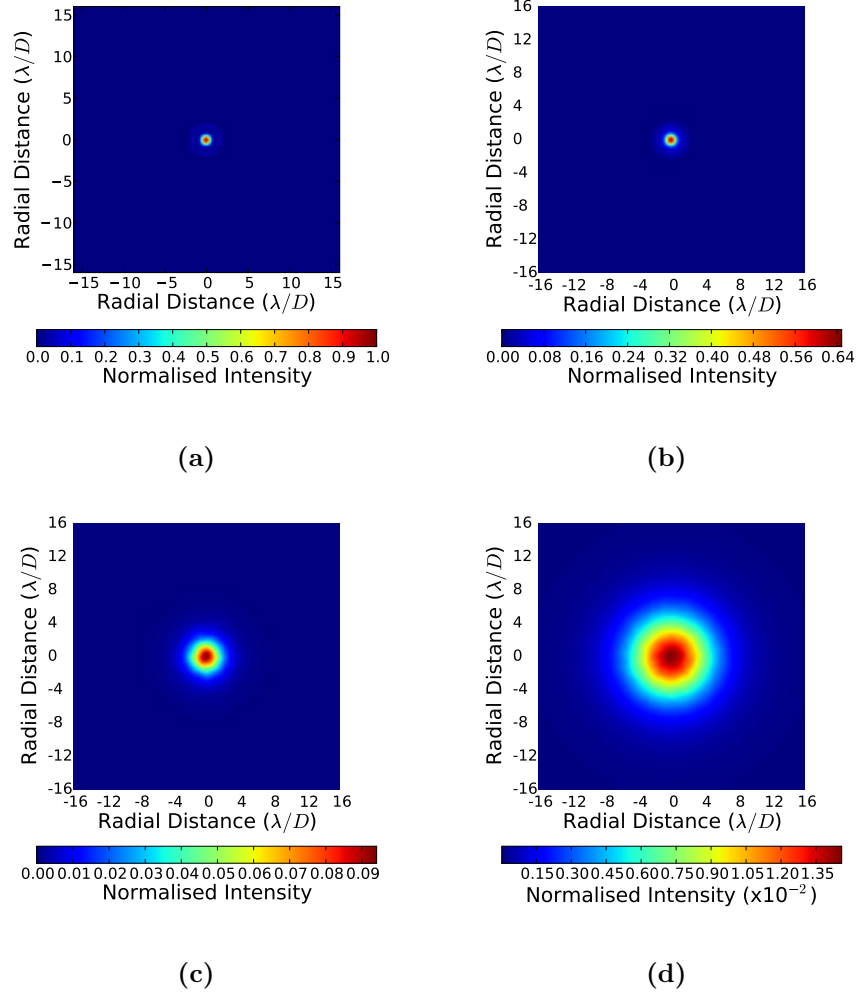 15
10
5
0
−5
−10
−15
Radial Distance (λ/D)
−15 −10 −5 0 5 10 15
Radial Distance (λ/D)
0.0 0.1 0.2 0.3 0.4 0.5 0.6 0.7 0.8 0.9 1.0
Normalised Intensity
(a)
16
12
8
4
0
-4
-8
-12
-16
Radial Distance (λ/D)
-16 -12 -8 -4 0 4 8 12 16
Radial Distance (λ/D)
0.00 0.08 0.16 0.24 0.32 0.40 0.48 0.56 0.64
Normalised Intensity
(b)
16
12
8
4
0
-4
-8
-12
-16
Radial Distance (λ/D)
-16 -12 -8 -4 0 4 8 12 16
Radial Distance (λ/D)
0.00 0.01 0.02 0.03 0.04 0.05 0.06 0.07 0.08 0.09
Normalised Intensity
(c)
16
12
8
4
0
-4
-8
-12
-16
Radial Distance (λ/D)
-16 -12 -8 -4 0 4 8 12 16
Radial Distance (λ/D)
0.15 0.30 0.45 0.60 0.75 0.90 1.05 1.20 1.35
Normalised Intensity (x10⁻²)
(d)